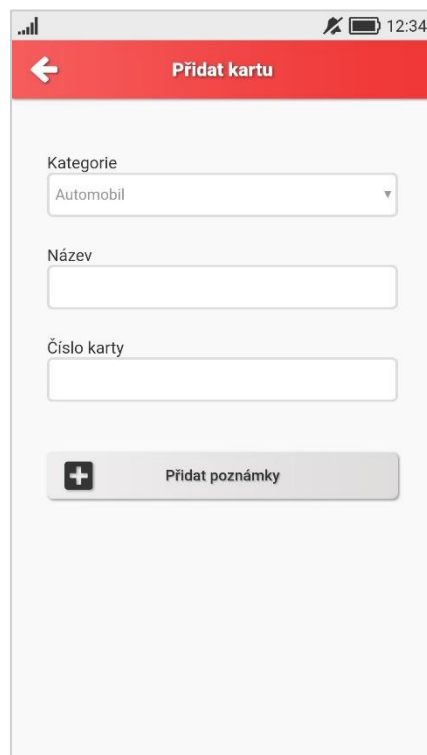 12:34
Přidat kartu
Kategorie
Automobil
Název
Číslo karty
Přidat poznámky